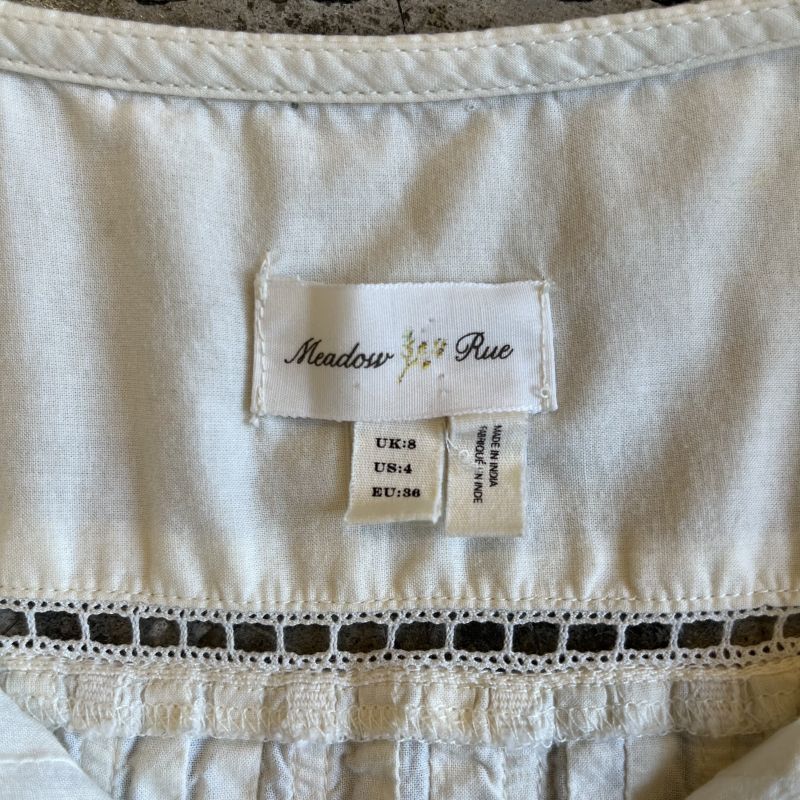 Meadow Rue
UK:8
US:4
EU:36
MADE IN INDIA
FABRIQUÉ EN INDE